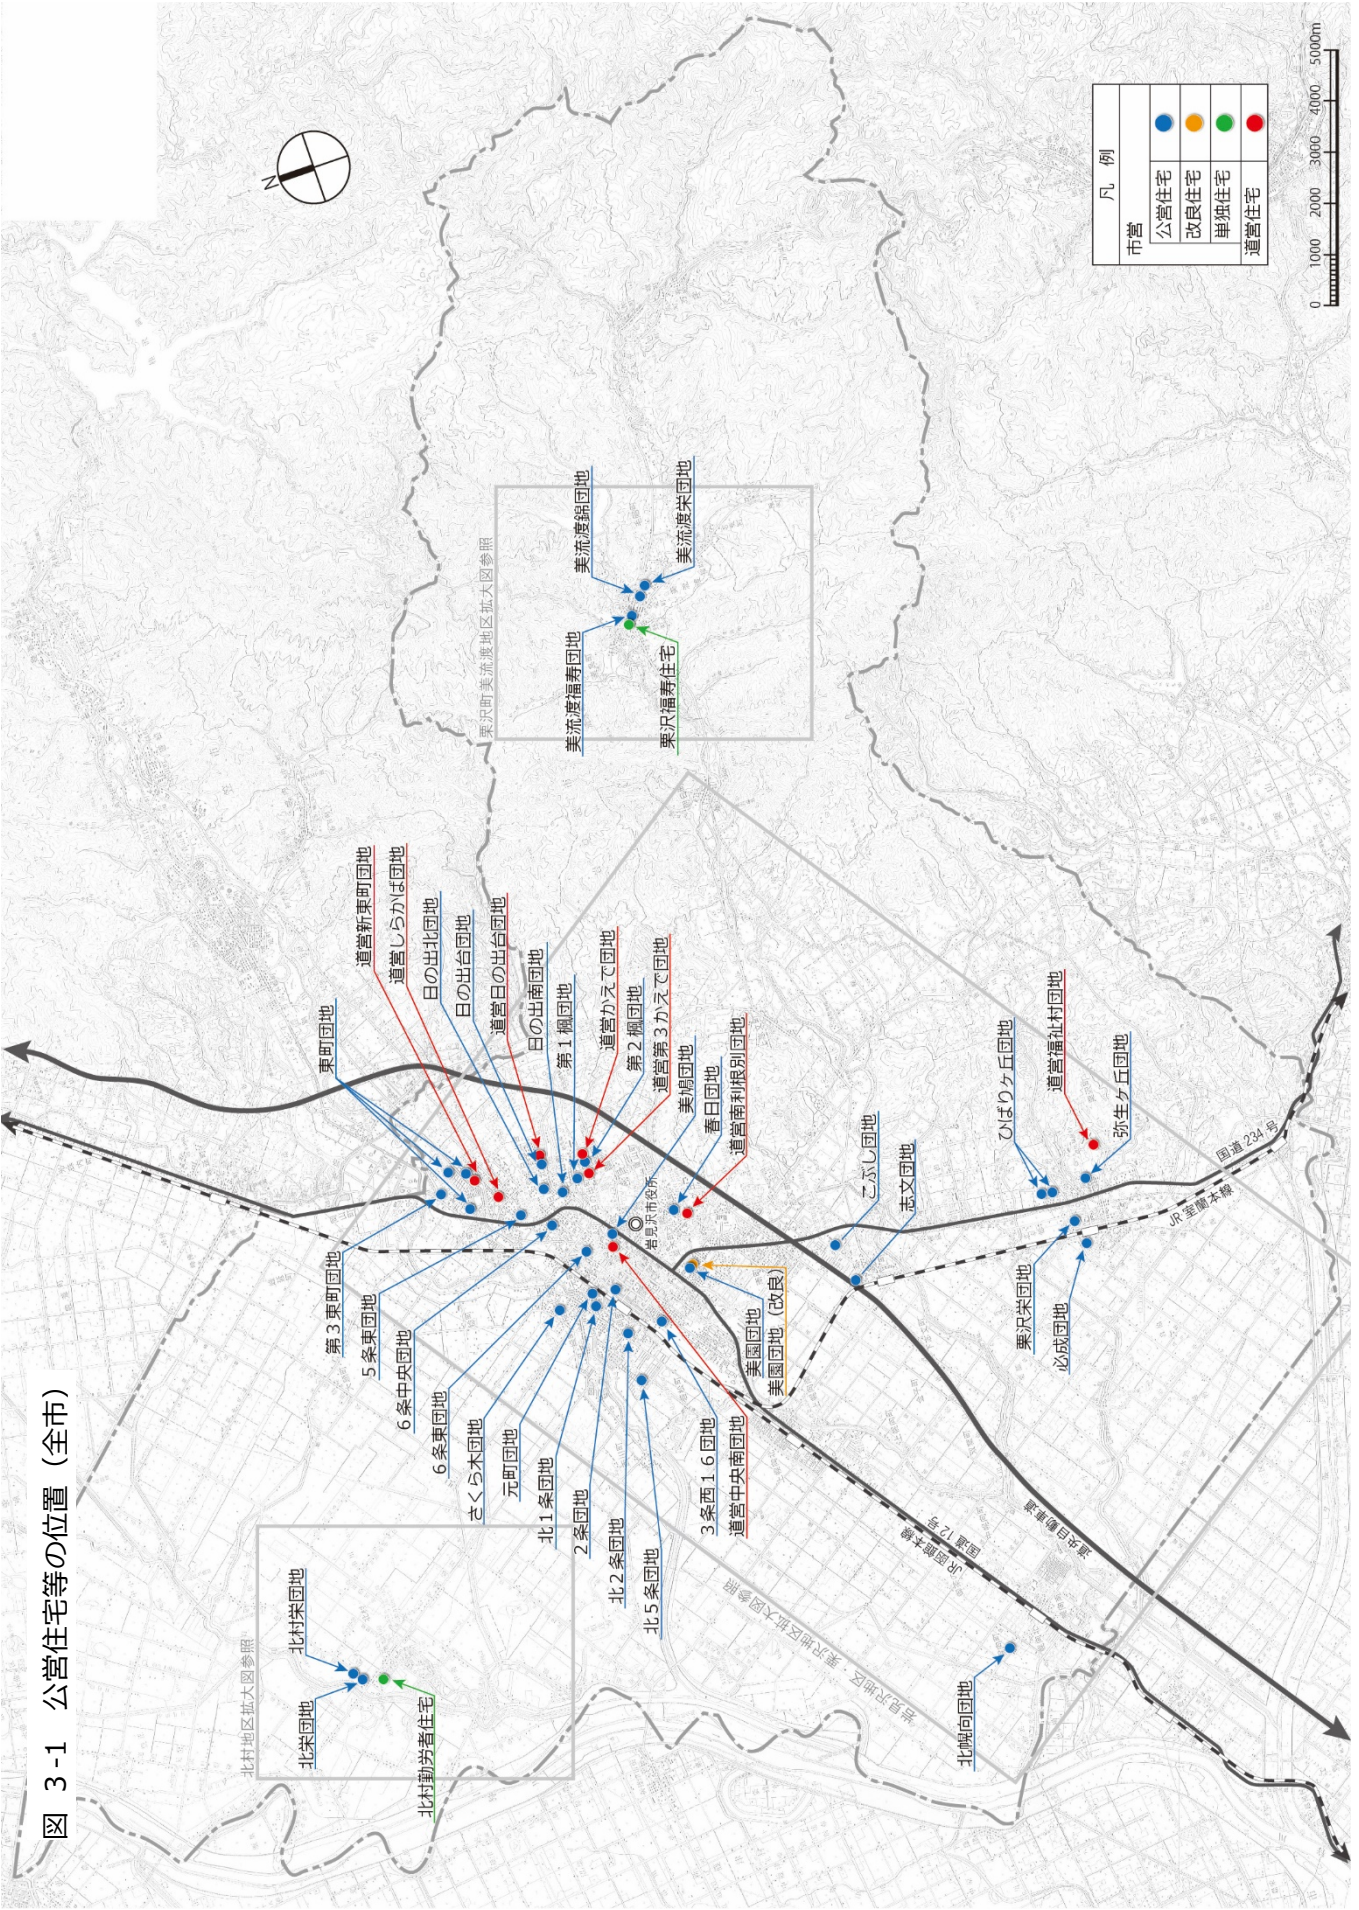 図 3-1 公営住宅等の位置（全市）
N
凡 例
市営
公営住宅
改良住宅
単独住宅
道営住宅
0 1000 2000 3000 4000 5000m
北村地区拡大図参照
北村栄団地
北栄団地
北村勤労者住宅
栗沢町美流渡地区拡大図参照
美流渡錦団地
美流渡栄団地
美流渡福寿団地
栗沢福寿住宅
岩見沢地区・栗沢地区拡大図参照
東町団地
道営新東町団地
道営しらかば団地
日の出北団地
日の出台団地
道営日の出台団地
日の出南団地
第１楓団地
道営かえで団地
第２楓団地
道営第３かえで団地
美鳩団地
春日団地
道営南利根別団地
こぶし団地
志文団地
ひばりヶ丘団地
道営福祉村団地
弥生ヶ丘団地
第３東町団地
５条東団地
６条中央団地
６条東団地
さくら木団地
元町団地
北１条団地
２条団地
北２条団地
北５条団地
３条西１６団地
道営中央南団地
美園団地
美園団地（改良）
栗沢栄団地
必成団地
北幌向団地
岩見沢市役所
国道 234 号
JR 室蘭本線
JR 函館本線
国道 12 号
道央自動車道